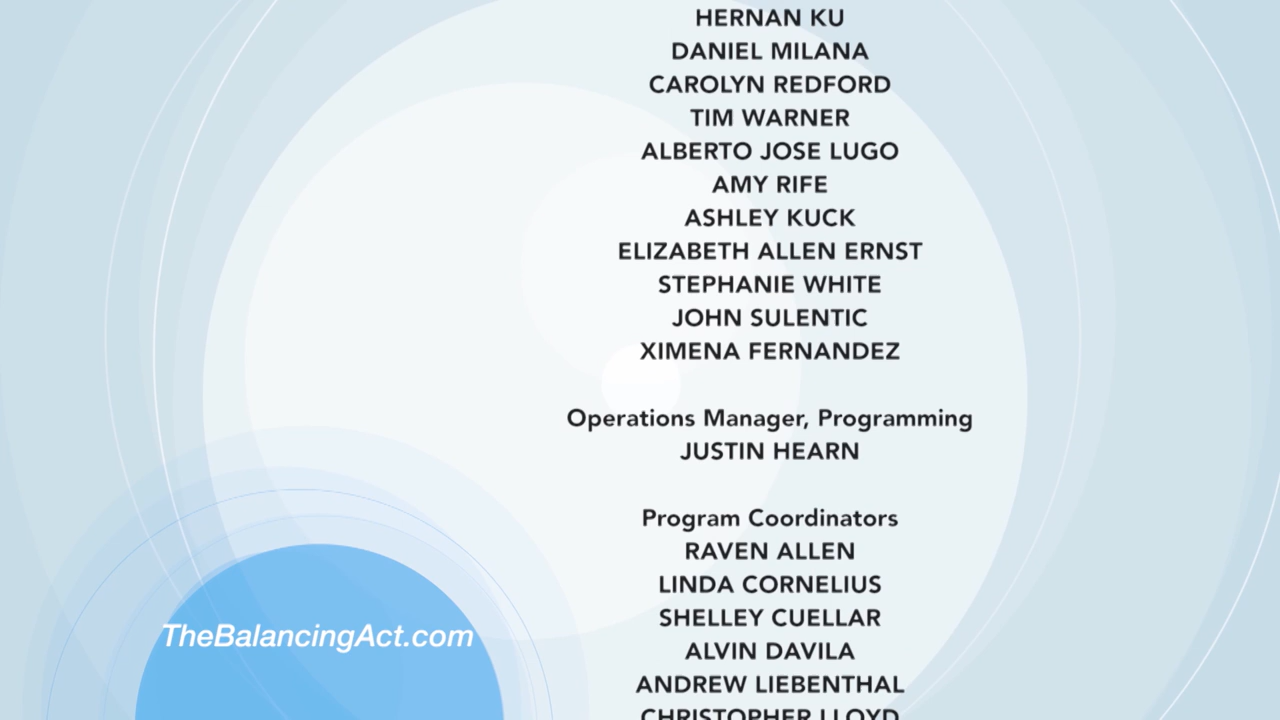 HERNAN KU
DANIEL MILANA
CAROLYN REDFORD
TIM WARNER
ALBERTO JOSE LUGO
AMY RIFE
ASHLEY KUCK
ELIZABETH ALLEN ERNST
STEPHANIE WHITE
JOHN SULENTIC
XIMENA FERNANDEZ
Operations Manager, Programming
JUSTIN HEARN
Program Coordinators
RAVEN ALLEN
LINDA CORNELIUS
SHELLEY CUELLAR
ALVIN DAVILA
ANDREW LIEBENTHAL
CHRISTOPHER LLOYD
TheBalancingAct.com